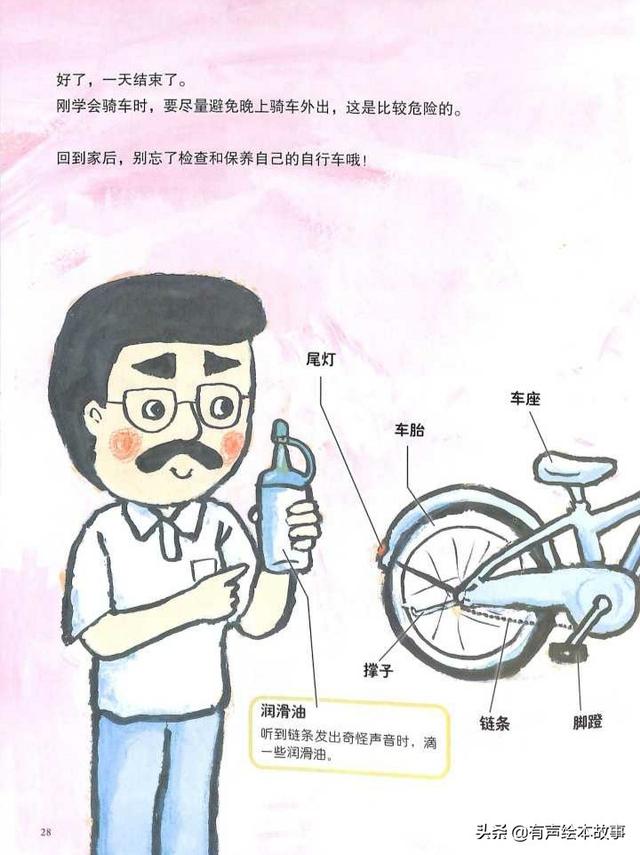 好了，一天结束了。
刚学会骑车时，要尽量避免晚上骑车外出，这是比较危险的。
回到家后，别忘了检查和保养自己的自行车哦！
尾灯
车座
车胎
撑子
润滑油
听到链条发出奇怪声音时，滴
一些润滑油。
链条
脚蹬
28
头条 @有声绘本故事